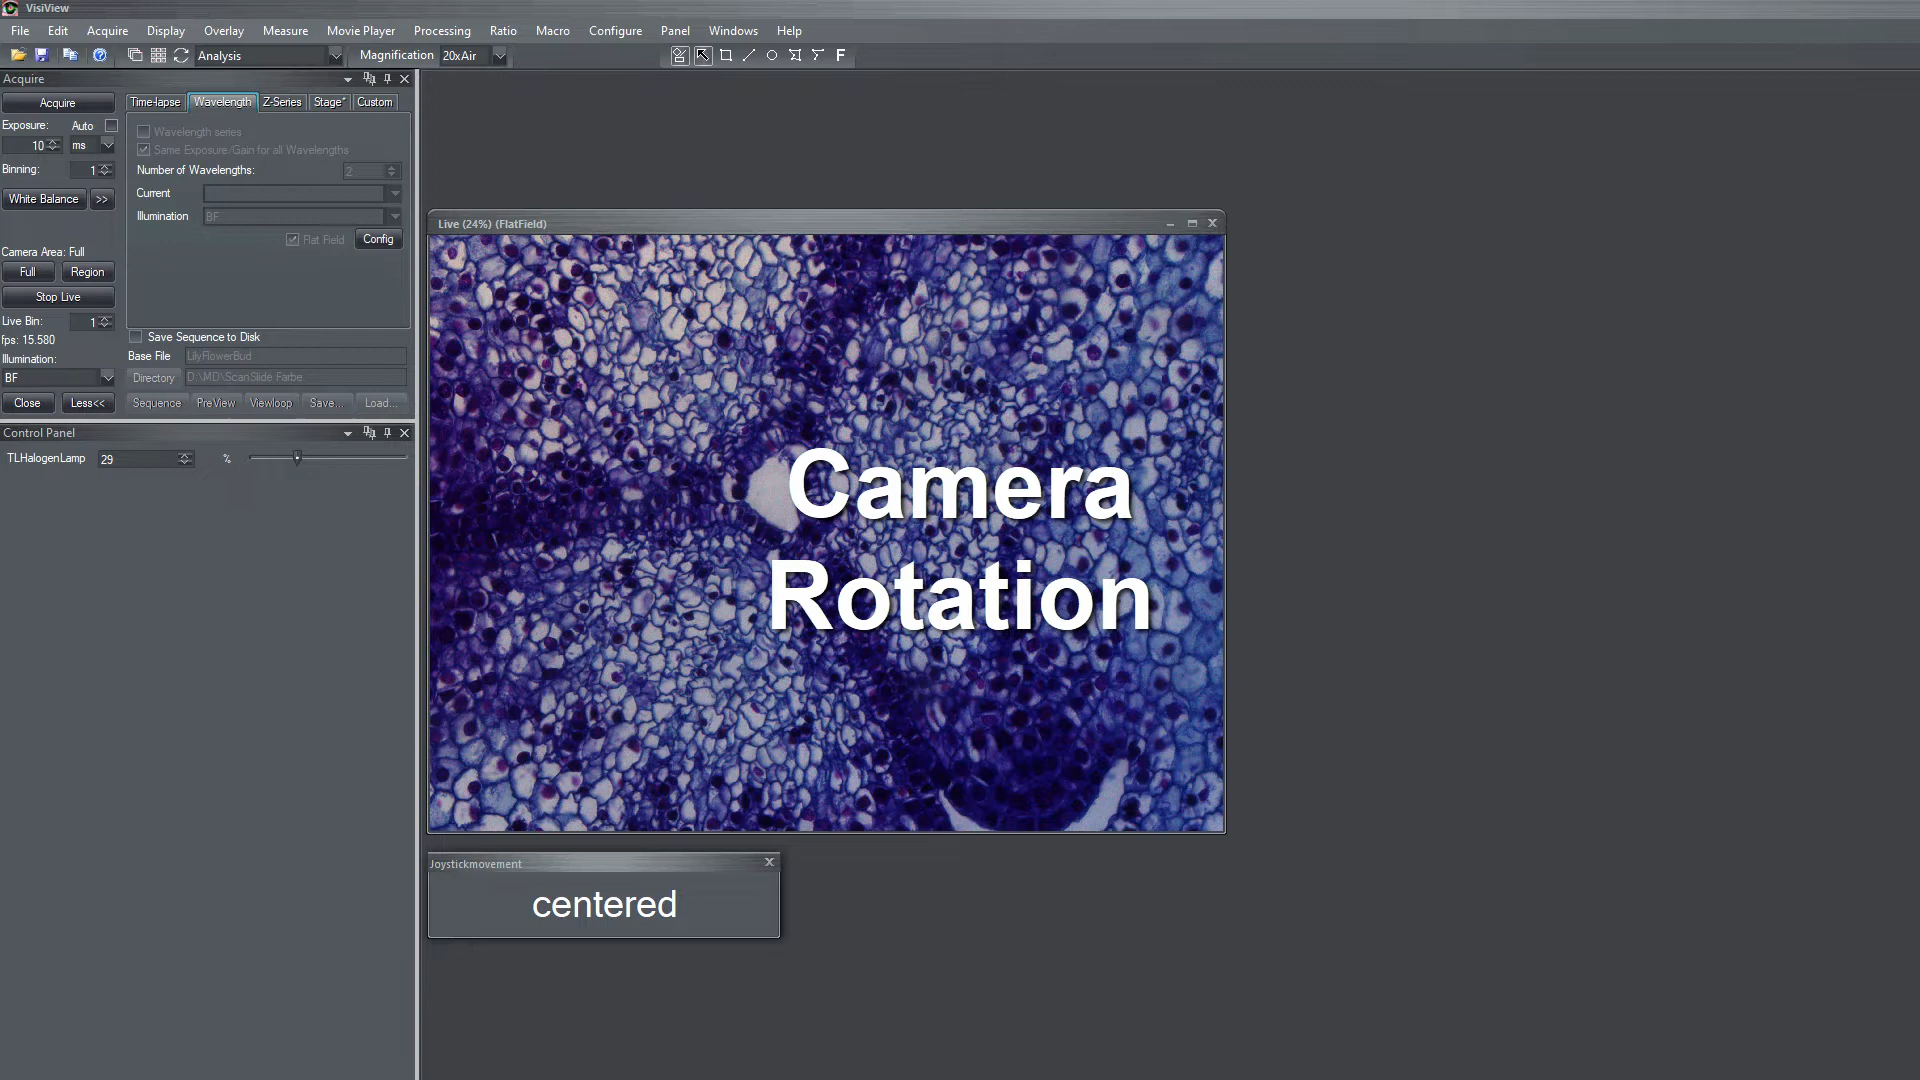 VisiView
File Edit Acquire Display Overlay Measure Movie Player Processing Ratio Macro Configure Panel Windows Help
Analysis Magnification 20xAir F
Acquire
Acquire Time-lapse Wavelength Z-Series Stage* Custom
Exposure: Auto
10 ms
Wavelength series
Same Exposure/Gain for all Wavelengths
Binning: 1
Number of Wavelengths: 2
White Balance >>
Current
Illumination BF
Flat Field Config
Camera Area: Full
Full Region
Stop Live
Live Bin: 1
fps: 15.580
Illumination:
BF
Save Sequence to Disk
Base File LilyFlowerBud
Directory D:\MD\ScanSlide Farbe
Close Less<< Sequence PreView Viewloop Save... Load...
Control Panel
TLHalogenLamp 29 %
Live (24%) (FlatField)
Camera
Rotation
Joystickmovement
centered